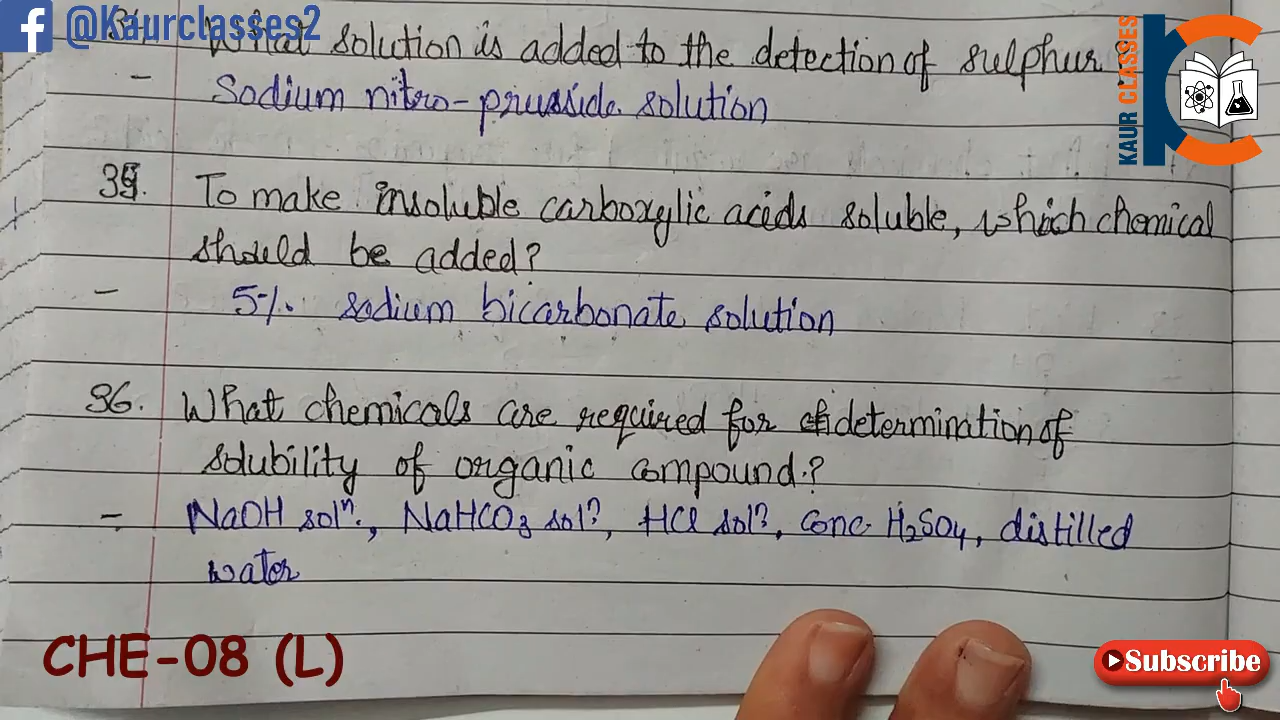 @Kaurclasses2
34. What solution is added to the detection of sulphur?
- Sodium nitro-prusside solution
KAUR CLASSES
35. To make insoluble carboxylic acids soluble, which chemical
should be added?
- 5%. sodium bicarbonate solution
36. What chemicals are required for determination of
solubility of organic compound.?
- NaOH solⁿ., NaHCO₃ solⁿ, HCl solⁿ, conc. H₂SO₄, distilled
water
CHE-08 (L)
Subscribe